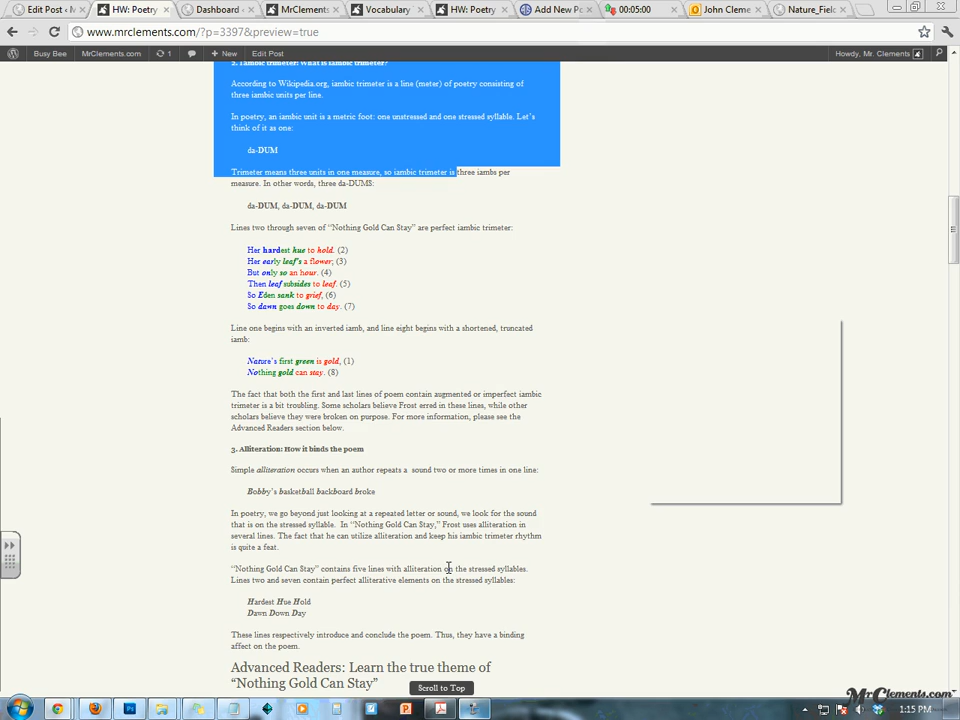 Edit Post ‹ M
HW: Poetry
Dashboard ‹
MrClements.
Vocabulary
HW: Poetry
Add New Po
00:05:00
John Cleme
Nature_Fielc
www.mrclements.com/?p=3397&preview=true
Busy Bee
MrClements.com
1
+ New
Edit Post
Howdy, Mr. Clements
2. Iambic trimeter: What is iambic trimeter?
According to Wikipedia.org, iambic trimeter is a line (meter) of poetry consisting of
three iambic units per line.
In poetry, an iambic unit is a metric foot: one unstressed and one stressed syllable. Let's
think of it as one:
da-DUM
Trimeter means three units in one measure, so iambic trimeter is three iambs per
measure. In other words, three da-DUMS:
da-DUM, da-DUM, da-DUM
Lines two through seven of “Nothing Gold Can Stay” are perfect iambic trimeter:
Her hardest hue to hold. (2)
Her early leaf's a flower; (3)
But only so an hour. (4)
Then leaf subsides to leaf. (5)
So Eden sank to grief, (6)
So dawn goes down to day. (7)
Line one begins with an inverted iamb, and line eight begins with a shortened, truncated
iamb:
Nature's first green is gold, (1)
Nothing gold can stay. (8)
The fact that both the first and last lines of poem contain augmented or imperfect iambic
trimeter is a bit troubling. Some scholars believe Frost erred in these lines, while other
scholars believe they were broken on purpose. For more information, please see the
Advanced Readers section below.
3. Alliteration: How it binds the poem
Simple alliteration occurs when an author repeats a sound two or more times in one line:
Bobby's basketball backboard broke
In poetry, we go beyond just looking at a repeated letter or sound, we look for the sound
that is on the stressed syllable. In “Nothing Gold Can Stay,” Frost uses alliteration in
several lines. The fact that he can utilize alliteration and keep his iambic trimeter rhythm
is quite a feat.
“Nothing Gold Can Stay” contains five lines with alliteration on the stressed syllables.
Lines two and seven contain perfect alliterative elements on the stressed syllables:
Hardest Hue Hold
Dawn Down Day
These lines respectively introduce and conclude the poem. Thus, they have a binding
affect on the poem.
Advanced Readers: Learn the true theme of
“Nothing Gold Can Stay”
Scroll to Top
MrClements.com
1:15 PM